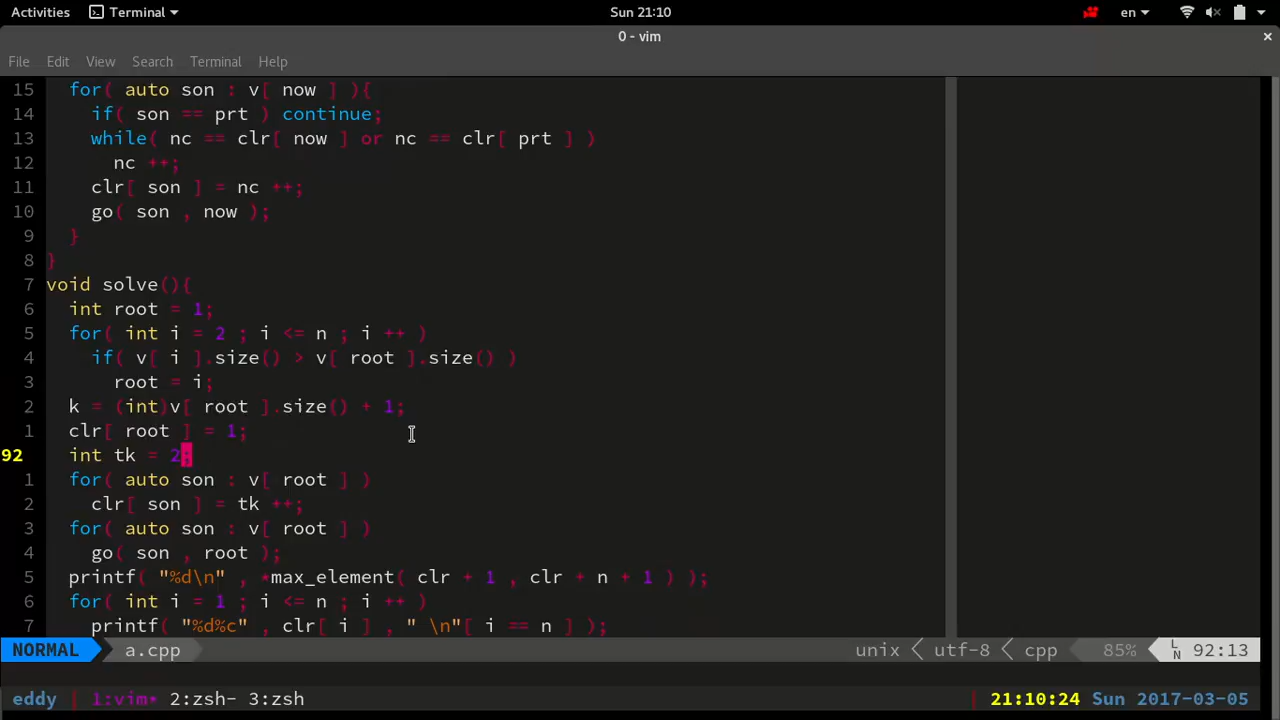 Activities Terminal Sun 21:10 en
0 - vim ×
File Edit View Search Terminal Help
15 for( auto son : v[ now ] ){
14 if( son == prt ) continue;
13 while( nc == clr[ now ] or nc == clr[ prt ] )
12 nc ++;
11 clr[ son ] = nc ++;
10 go( son , now );
9 }
8 }
7 void solve(){
6 int root = 1;
5 for( int i = 2 ; i <= n ; i ++ )
4 if( v[ i ].size() > v[ root ].size() )
3 root = i;
2 k = (int)v[ root ].size() + 1;
1 clr[ root ] = 1;
92 int tk = 2;
1 for( auto son : v[ root ] )
2 clr[ son ] = tk ++;
3 for( auto son : v[ root ] )
4 go( son , root );
5 printf( "%d\n" , *max_element( clr + 1 , clr + n + 1 ) );
6 for( int i = 1 ; i <= n ; i ++ )
7 printf( "%d%c" , clr[ i ] , " \n"[ i == n ] );
NORMAL a.cpp unix utf-8 cpp 85% LN 92:13
eddy 1:vim* 2:zsh- 3:zsh 21:10:24 Sun 2017-03-05